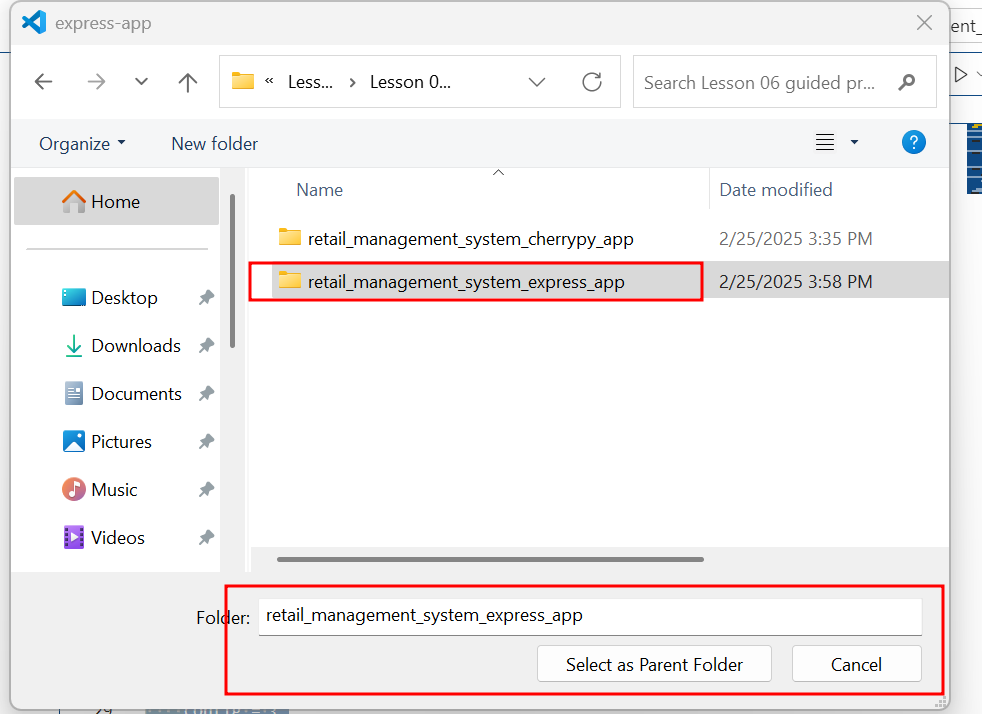 express-app
ent_
« Less... > Lesson 0...
Search Lesson 06 guided pr...
Organize
New folder
?
Home
Name
Date modified
retail_management_system_cherrypy_app
2/25/2025 3:35 PM
retail_management_system_express_app
2/25/2025 3:58 PM
Desktop
Downloads
Documents
Pictures
Music
Videos
Folder:
retail_management_system_express_app
Select as Parent Folder
Cancel